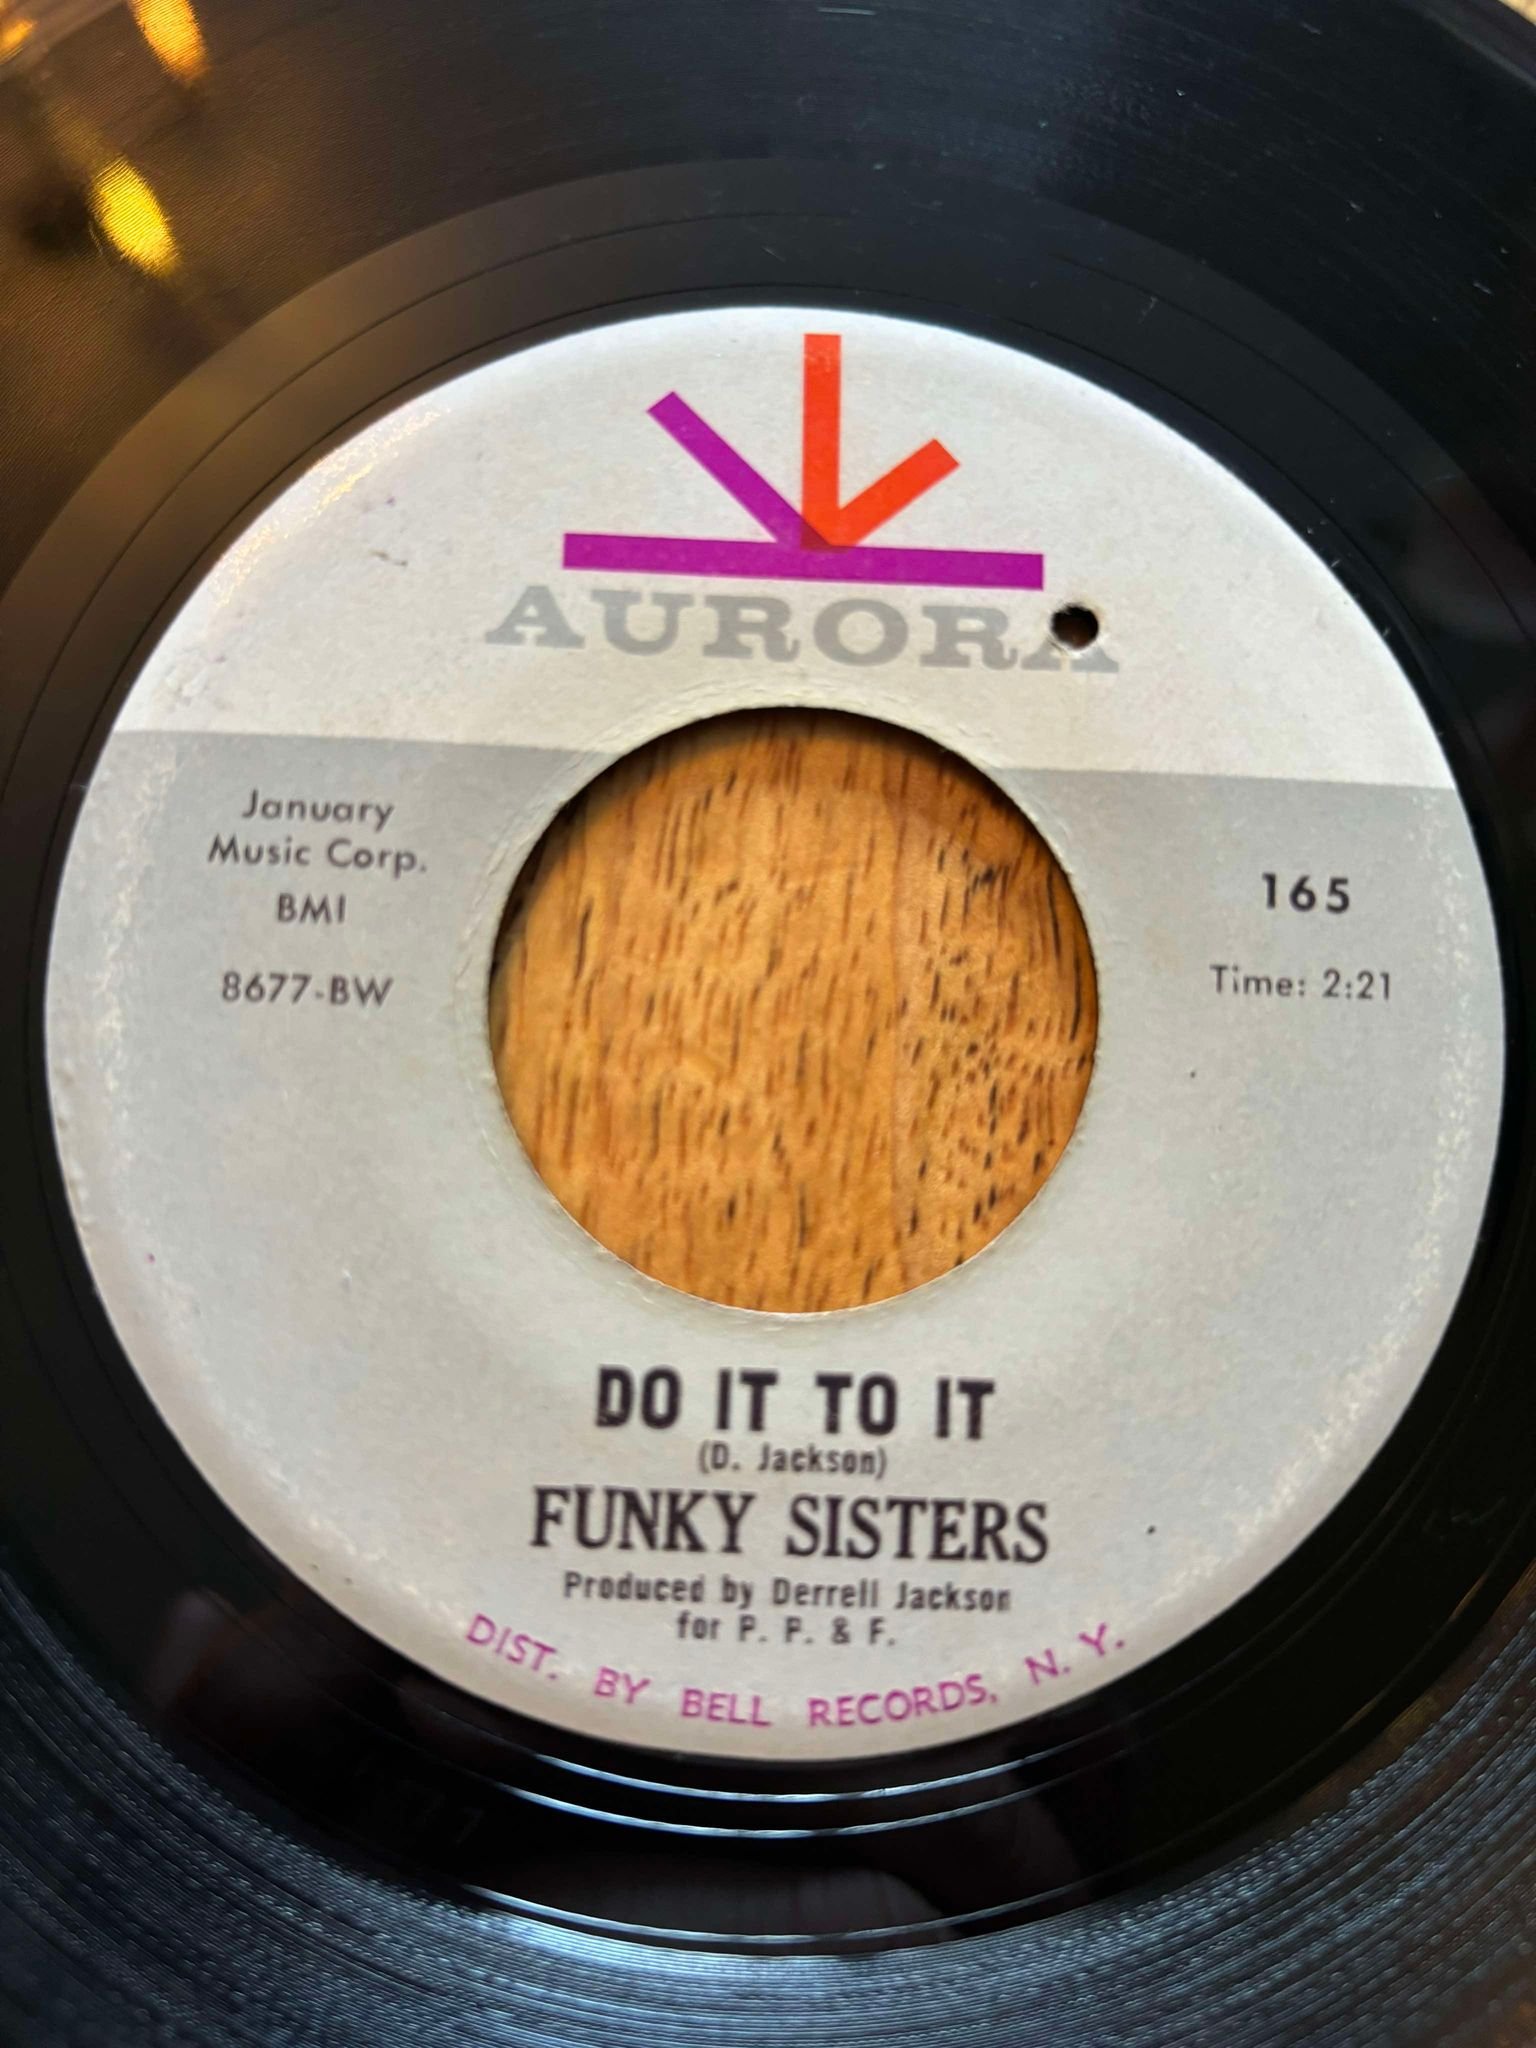 AURORA
January
Music Corp.
BMI
8677-BW
165
Time: 2:21
DO IT TO IT
(D. Jackson)
FUNKY SISTERS
Produced by Derrell Jackson
for P. P. & F.
DIST. BY BELL RECORDS, N. Y.